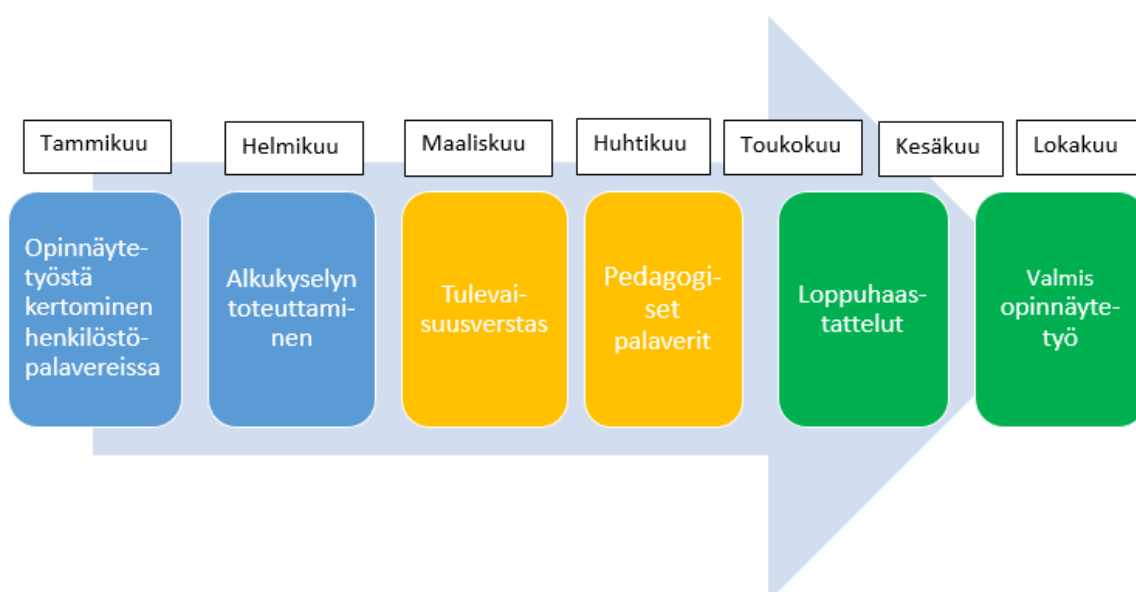 Tammikuu
Helmikuu
Maaliskuu
Huhtikuu
Toukokuu
Kesäkuu
Lokakuu
Opinnäyte-
työstä
kertominen
henkilöstö-
palavereissa
Alkukyselyn
toteuttami-
nen
Tulevai-
suusverstas
Pedagogi-
set
palaverit
Loppuhaas-
tattelut
Valmis
opinnäyte-
työ